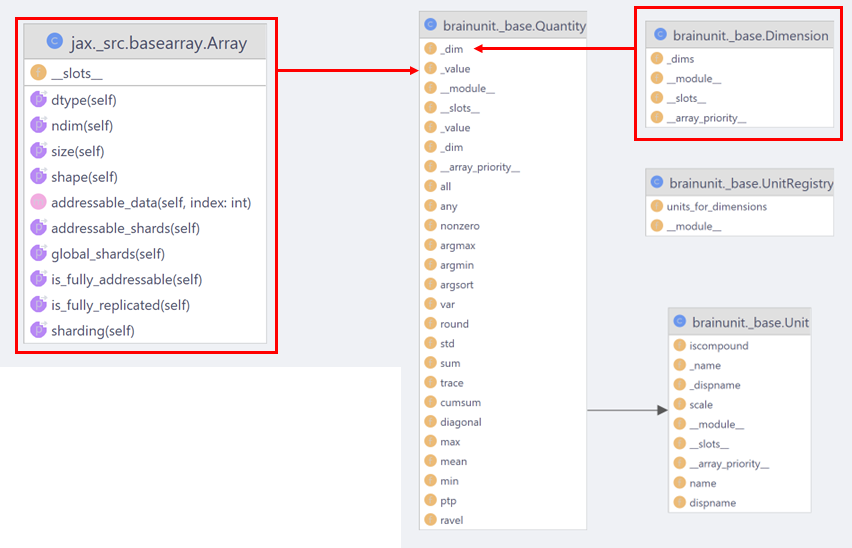 jax._src.basearray.Array
__slots__
dtype(self)
ndim(self)
size(self)
shape(self)
addressable_data(self, index: int)
addressable_shards(self)
global_shards(self)
is_fully_addressable(self)
is_fully_replicated(self)
sharding(self)
brainunit._base.Quantity
_dim
_value
__module__
__slots__
_value
_dim
__array_priority__
all
any
nonzero
argmax
argmin
argsort
var
round
std
sum
trace
cumsum
diagonal
max
mean
min
ptp
ravel
brainunit._base.Dimension
_dims
__module__
__slots__
__array_priority__
brainunit._base.UnitRegistry
units_for_dimensions
__module__
brainunit._base.Unit
iscompound
_name
_dispname
scale
__module__
__slots__
__array_priority__
name
dispname